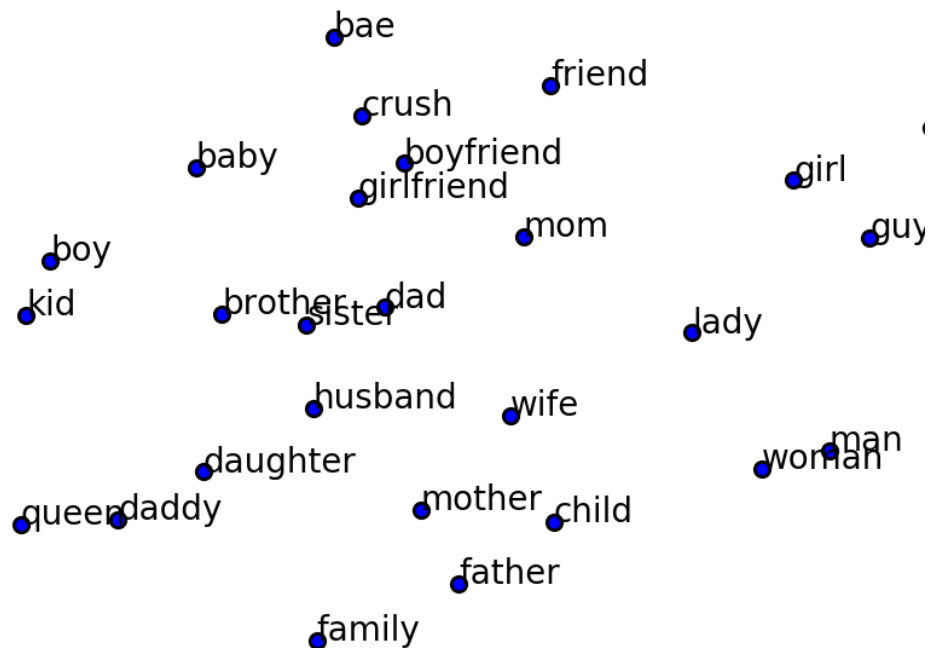 bae
friend
crush
boyfriend
baby
girl
girlfriend
mom
guy
boy
kid
brother
dad
sister
lady
husband
wife
man
daughter
woman
mother
queen
daddy
child
father
family